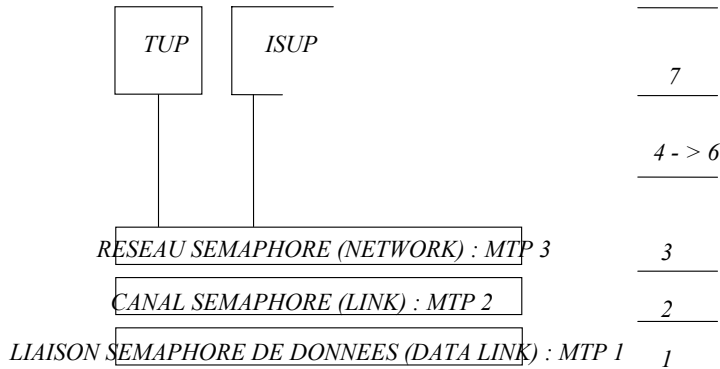 TUP ISUP
7
4 - > 6
RESEAU SEMAPHORE (NETWORK) : MTP 3 3
CANAL SEMAPHORE (LINK) : MTP 2 2
LIAISON SEMAPHORE DE DONNEES (DATA LINK) : MTP 1 1